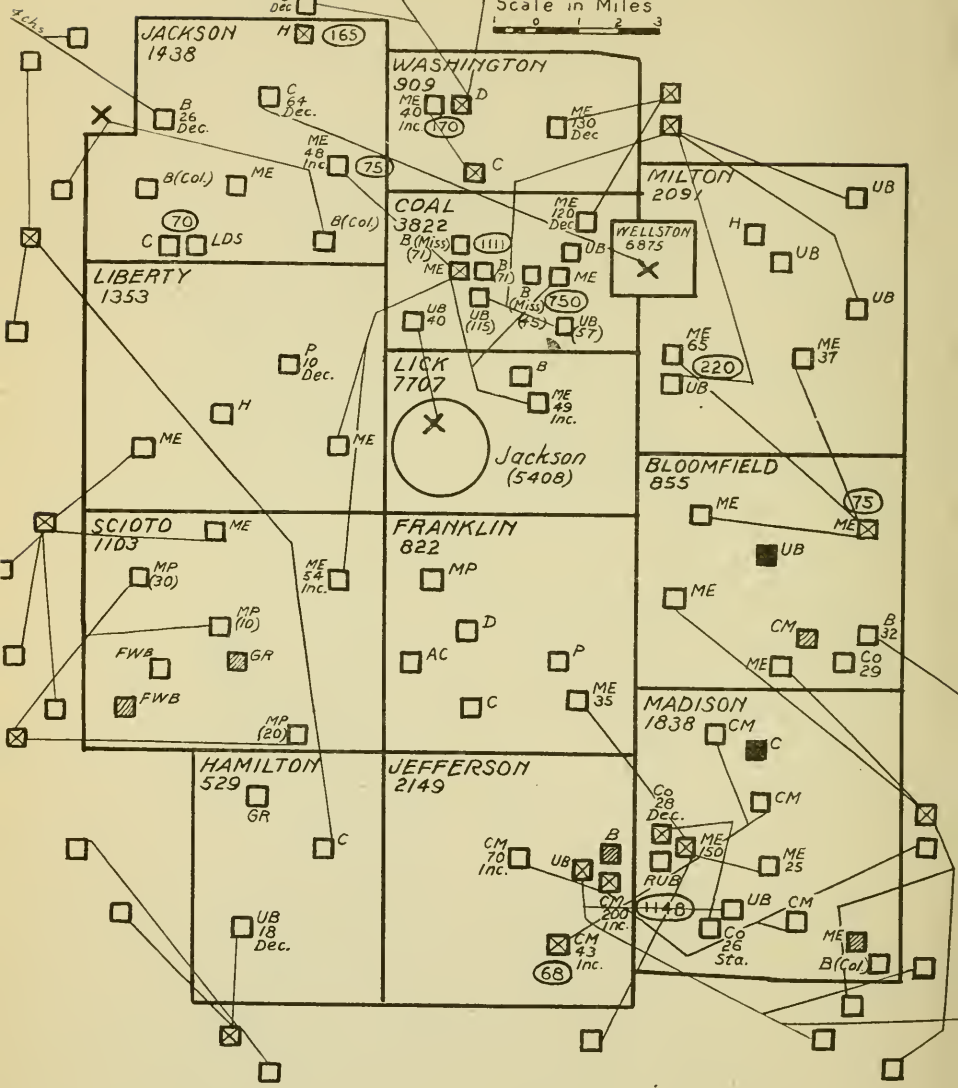 Dec
Scale in Miles
1 0 1 2 3
7chs
JACKSON
1438
H
165
B
26
Dec.
C
64
Dec.
ME
48
Inc.
75
B(Col.)
ME
70
C
LDS
B(Col)
WASHINGTON
909
ME
40
Inc.
170
D
ME
130
Dec
C
COAL
3822
B(Miss)
(71)
1111
ME
120
Dec.
UB
ME
B
(71)
B
(Miss)
(45)
ME
750
UB
(115)
UB
(57)
UB
40
WELLSTON
6875
MILTON
2091
UB
H
UB
UB
ME
65
220
UB
ME
37
LIBERTY
1353
P
10
Dec.
H
ME
ME
LICK
7707
B
ME
49
Inc.
Jackson
(5408)
BLOOMFIELD
855
ME
75
ME
UB
ME
CM
B
32
ME
Co
29
SCIOTO
1103
ME
MP
(30)
ME
54
Inc.
MP
(10)
FWB
GR
FWB
MP
(20)
FRANKLIN
822
MP
D
AC
P
C
ME
35
MADISON
1838
CM
C
Co
28
Dec.
CM
ME
150
RUB
ME
25
UB
CM
Co
26
Sta.
ME
B(Col)
HAMILTON
529
GR
C
UB
18
Dec.
JEFFERSON
2149
CM
70
Inc.
UB
B
CM
200
Inc.
1148
CM
43
Inc.
68